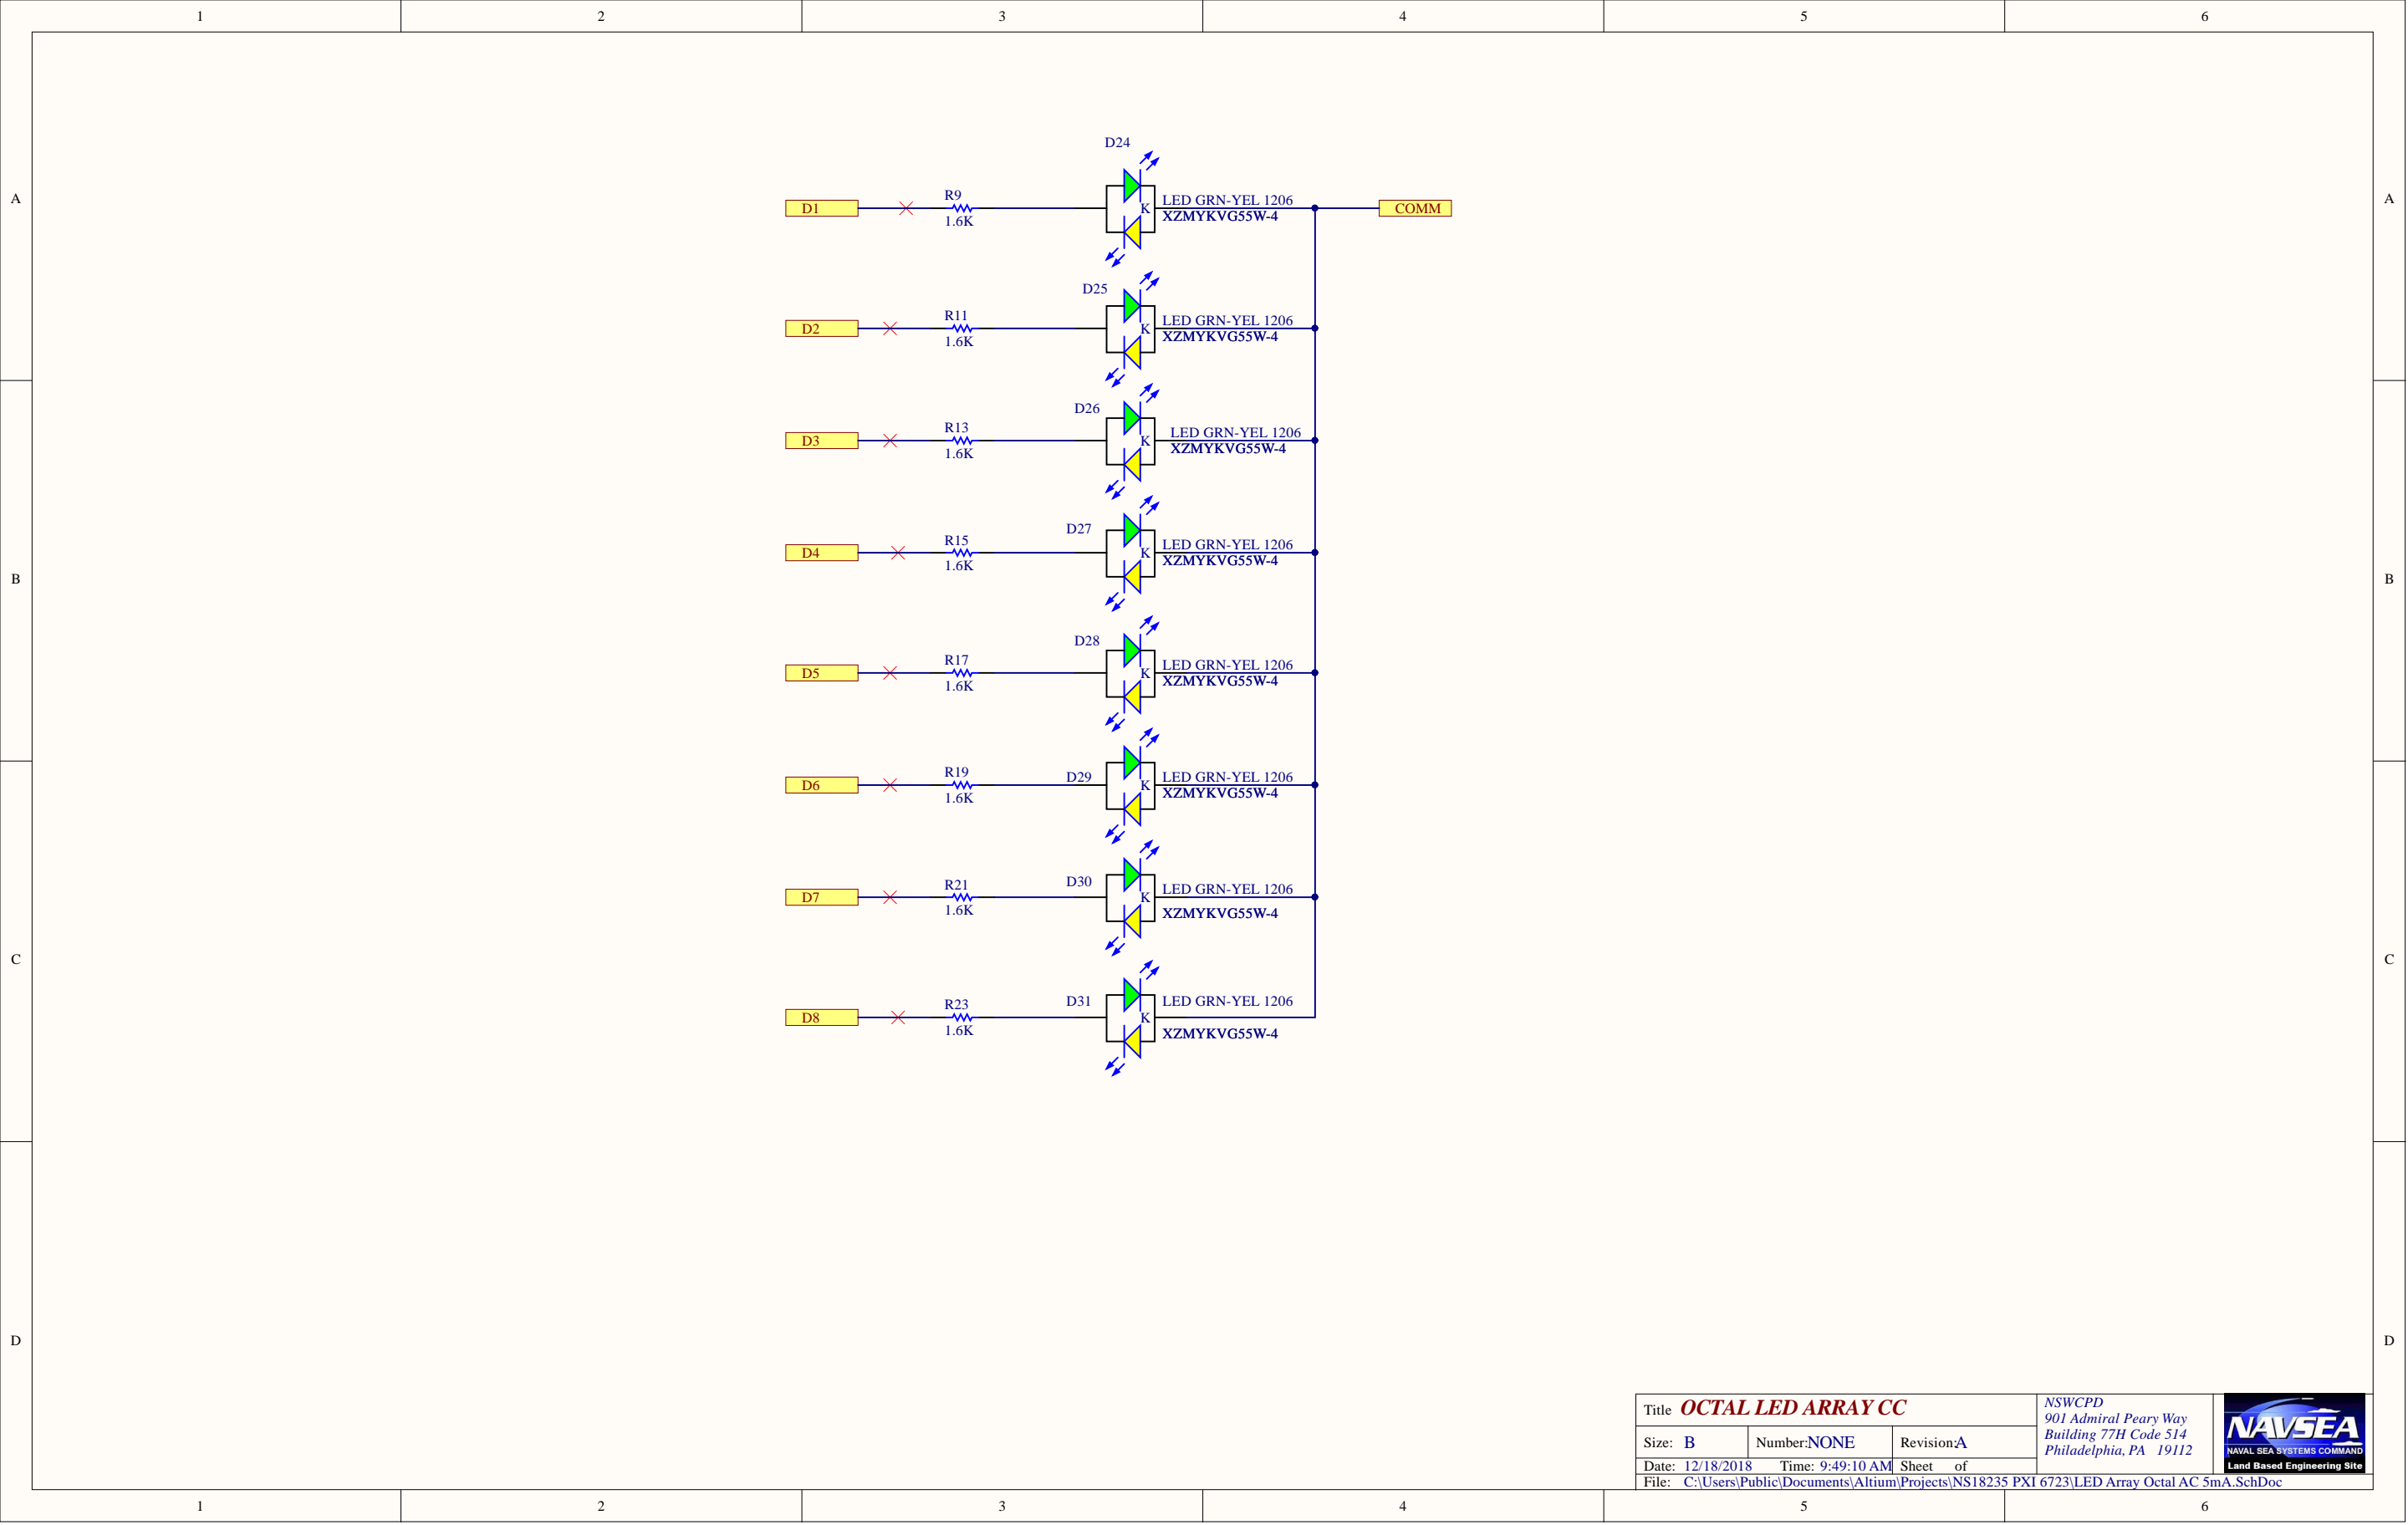 1 2 3 4 5 6
D24
A A
R9
LED GRN-YEL 1206
D1 K COMM
XZMYKVG55W-4
1.6K
D25
R11
LED GRN-YEL 1206
D2 K
XZMYKVG55W-4
1.6K
D26
R13
LED GRN-YEL 1206
D3 K
XZMYKVG55W-4
1.6K
D27
R15
LED GRN-YEL 1206
D4 K
XZMYKVG55W-4
1.6K
B B
D28
R17
LED GRN-YEL 1206
D5 K
XZMYKVG55W-4
1.6K
R19
D29
LED GRN-YEL 1206
D6 K
XZMYKVG55W-4
1.6K
D30
R21
LED GRN-YEL 1206
D7 K
1.6K
XZMYKVG55W-4
C C
D31
R23
LED GRN-YEL 1206
D8 K
1.6K
XZMYKVG55W-4
D D
Title OCTAL LED ARRAY CC
Size: B Number:NONE Revision:A
Date: 12/18/2018 Time: 9:49:10 AM Sheet of
File: C:\Users\Public\Documents\Altium\Projects\NS18235 PXI 6723\LED Array Octal AC 5mA.SchDoc
NSWCPD
901 Admiral Peary Way
Building 77H Code 514
Philadelphia, PA 19112
NAVSEA
NAVAL SEA SYSTEMS COMMAND
Land Based Engineering Site
1 2 3 4 5 6